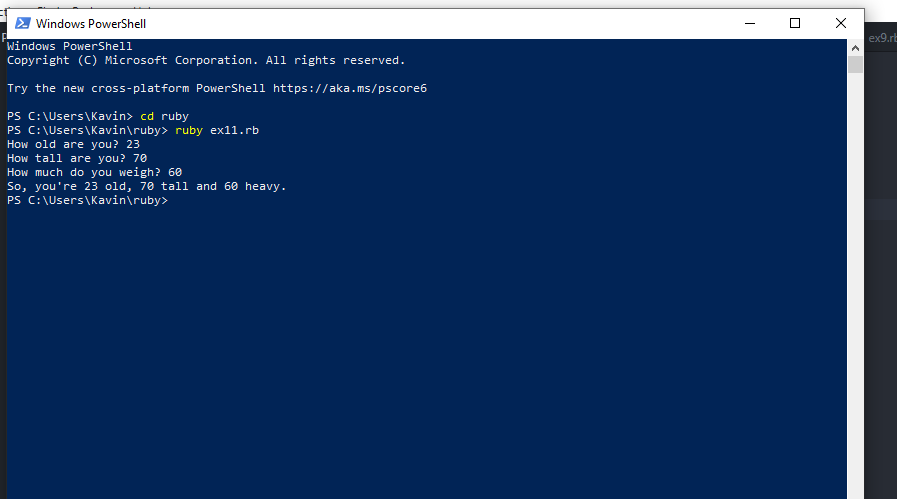 Windows PowerShell
ex9.rb
Windows PowerShell
Copyright (C) Microsoft Corporation. All rights reserved.
Try the new cross-platform PowerShell https://aka.ms/pscore6
PS C:\Users\Kavin> cd ruby
PS C:\Users\Kavin\ruby> ruby ex11.rb
How old are you? 23
How tall are you? 70
How much do you weigh? 60
So, you're 23 old, 70 tall and 60 heavy.
PS C:\Users\Kavin\ruby>